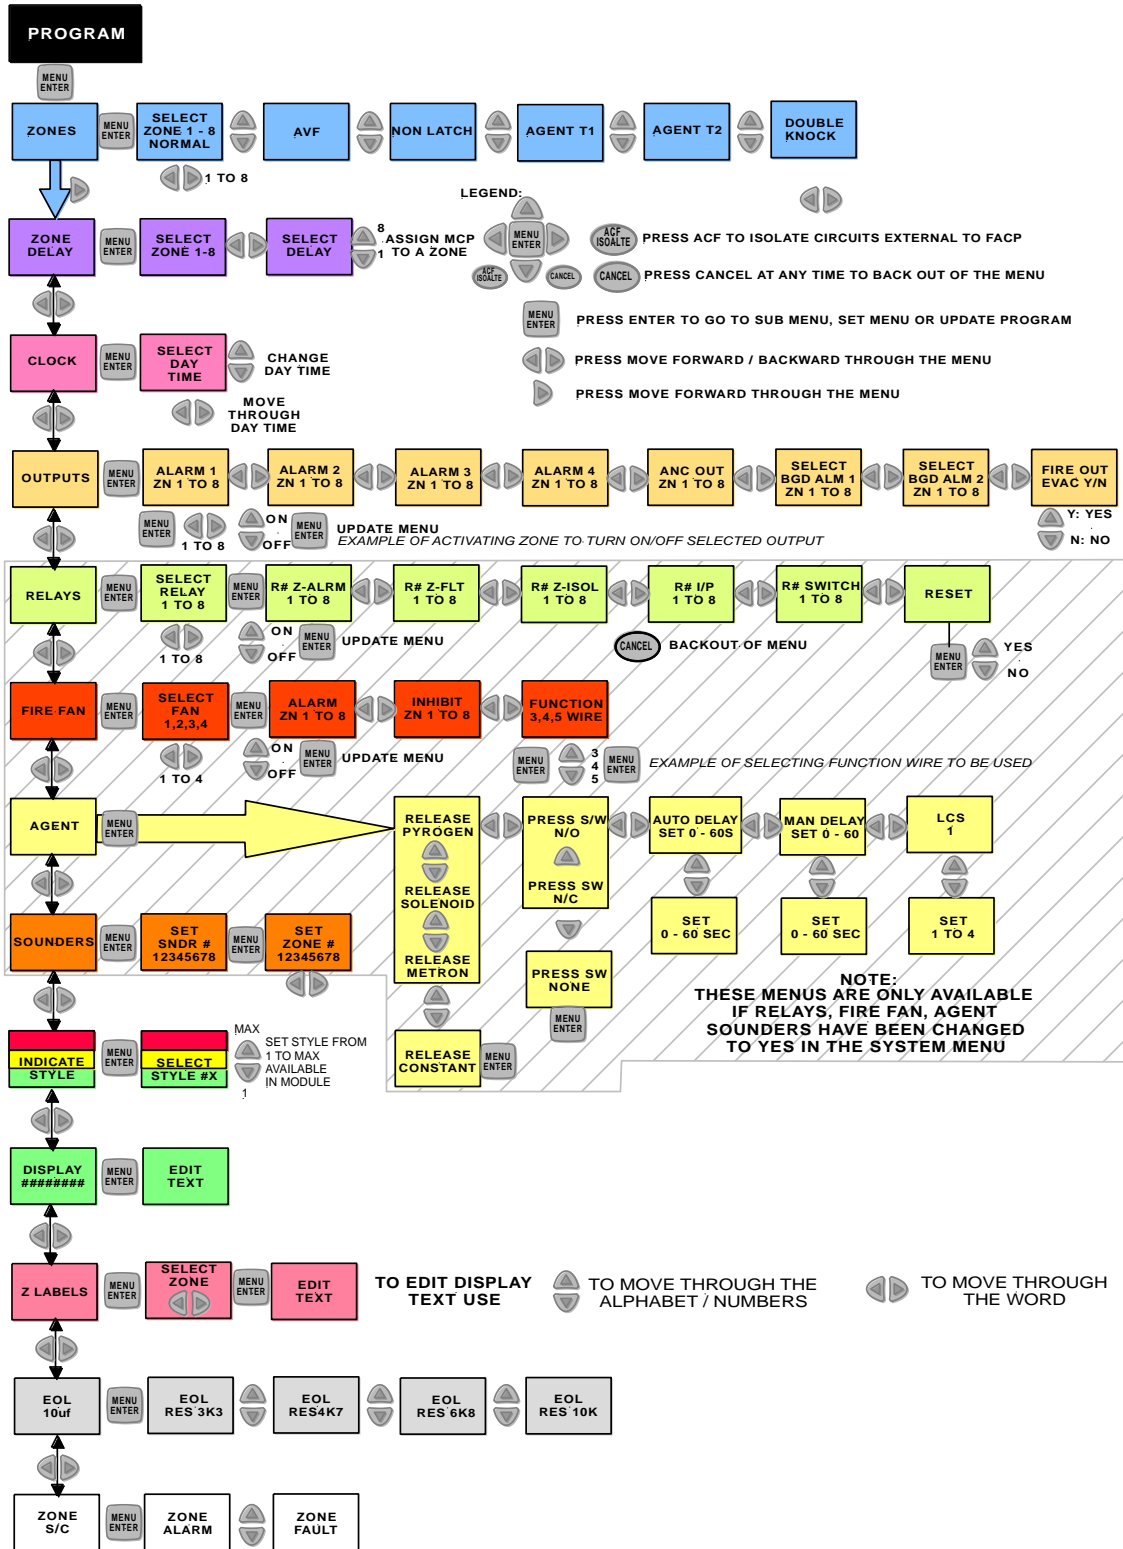 PROGRAM
MENU
ENTER
ZONES
MENU
ENTER
SELECT
ZONE 1 - 8
NORMAL
AVF
NON LATCH
AGENT T1
AGENT T2
DOUBLE
KNOCK
1 TO 8
LEGEND:
ZONE
DELAY
MENU
ENTER
SELECT
ZONE 1-8
SELECT
DELAY
8
1
ASSIGN MCP
TO A ZONE
MENU
ENTER
ACF
ISOALTE
CANCEL
ACF
ISOALTE
PRESS ACF TO ISOLATE CIRCUITS EXTERNAL TO FACP
CANCEL
PRESS CANCEL AT ANY TIME TO BACK OUT OF THE MENU
MENU
ENTER
PRESS ENTER TO GO TO SUB MENU, SET MENU OR UPDATE PROGRAM
PRESS MOVE FORWARD / BACKWARD THROUGH THE MENU
PRESS MOVE FORWARD THROUGH THE MENU
CLOCK
MENU
ENTER
SELECT
DAY
TIME
CHANGE
DAY TIME
MOVE
THROUGH
DAY TIME
OUTPUTS
MENU
ENTER
ALARM 1
ZN 1 TO 8
ALARM 2
ZN 1 TO 8
ALARM 3
ZN 1 TO 8
ALARM 4
ZN 1 TO 8
ANC OUT
ZN 1 TO 8
SELECT
BGD ALM 1
ZN 1 TO 8
SELECT
BGD ALM 2
ZN 1 TO 8
FIRE OUT
EVAC Y/N
MENU
ENTER
1 TO 8
ON
OFF
MENU
ENTER
UPDATE MENU
EXAMPLE OF ACTIVATING ZONE TO TURN ON/OFF SELECTED OUTPUT
Y: YES
N: NO
RELAYS
MENU
ENTER
SELECT
RELAY
1 TO 8
MENU
ENTER
R# Z-ALRM
1 TO 8
R# Z-FLT
1 TO 8
R# Z-ISOL
1 TO 8
R# I/P
1 TO 8
R# SWITCH
1 TO 8
RESET
1 TO 8
ON
OFF
MENU
ENTER
UPDATE MENU
CANCEL
BACKOUT OF MENU
MENU
ENTER
YES
NO
FIRE FAN
MENU
ENTER
SELECT
FAN
1,2,3,4
MENU
ENTER
ALARM
ZN 1 TO 8
INHIBIT
ZN 1 TO 8
FUNCTION
3,4,5 WIRE
1 TO 4
ON
OFF
MENU
ENTER
UPDATE MENU
MENU
ENTER
3
4
5
MENU
ENTER
EXAMPLE OF SELECTING FUNCTION WIRE TO BE USED
AGENT
MENU
ENTER
RELEASE
PYROGEN
RELEASE
SOLENOID
RELEASE
METRON
RELEASE
CONSTANT
MENU
ENTER
PRESS S/W
N/O
PRESS SW
N/C
PRESS SW
NONE
MENU
ENTER
AUTO DELAY
SET 0 - 60S
SET
0 - 60 SEC
MAN DELAY
SET 0 - 60
SET
0 - 60 SEC
LCS
1
SET
1 TO 4
SOUNDERS
MENU
ENTER
SET
SNDR #
12345678
MENU
ENTER
SET
ZONE #
12345678
NOTE:
THESE MENUS ARE ONLY AVAILABLE
IF RELAYS, FIRE FAN, AGENT
SOUNDERS HAVE BEEN CHANGED
TO YES IN THE SYSTEM MENU
INDICATE
STYLE
MENU
ENTER
SELECT
STYLE #X
MAX
1
SET STYLE FROM
1 TO MAX
AVAILABLE
IN MODULE
DISPLAY
########
MENU
ENTER
EDIT
TEXT
Z LABELS
MENU
ENTER
SELECT
ZONE
MENU
ENTER
EDIT
TEXT
TO EDIT DISPLAY
TEXT USE
TO MOVE THROUGH THE
ALPHABET / NUMBERS
TO MOVE THROUGH
THE WORD
EOL
10uf
MENU
ENTER
EOL
RES 3K3
EOL
RES4K7
EOL
RES 6K8
EOL
RES 10K
ZONE
S/C
MENU
ENTER
ZONE
ALARM
ZONE
FAULT